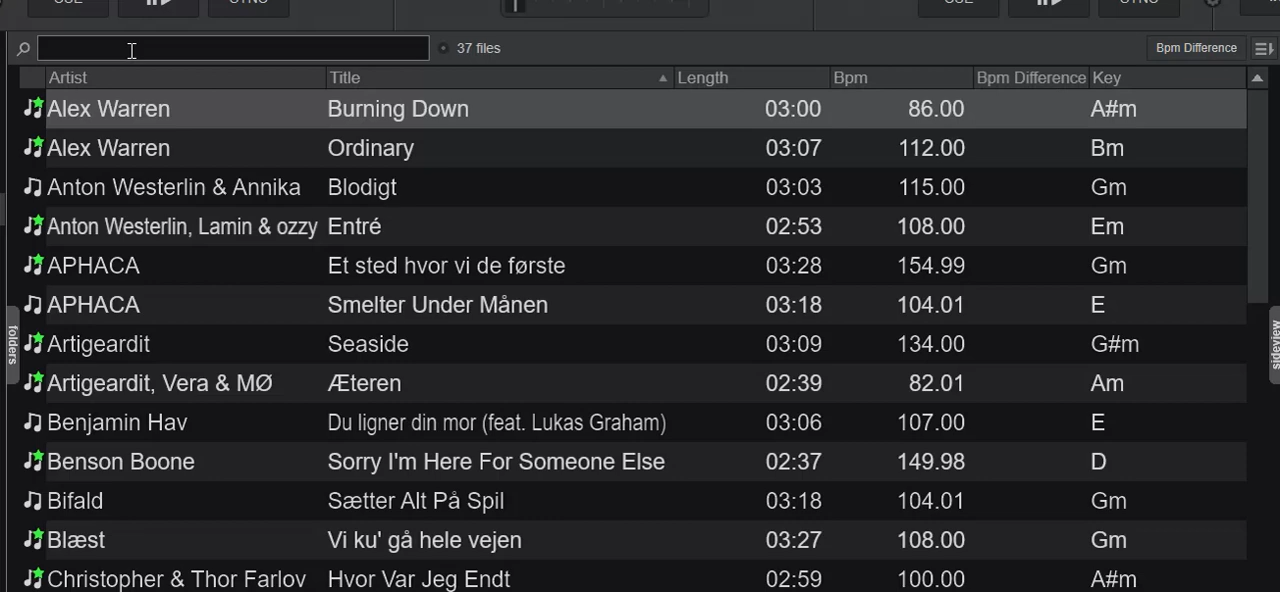 CUE SYNC CUE SYNC
37 files Bpm Difference
Artist Title Length Bpm Bpm Difference Key
Alex Warren Burning Down 03:00 86.00 A#m
Alex Warren Ordinary 03:07 112.00 Bm
Anton Westerlin & Annika Blodigt 03:03 115.00 Gm
Anton Westerlin, Lamin & ozzy Entré 02:53 108.00 Em
APHACA Et sted hvor vi de første 03:28 154.99 Gm
APHACA Smelter Under Månen 03:18 104.01 E
folders
sideview
Artigeardit Seaside 03:09 134.00 G#m
Artigeardit, Vera & MØ Æteren 02:39 82.01 Am
Benjamin Hav Du ligner din mor (feat. Lukas Graham) 03:06 107.00 E
Benson Boone Sorry I'm Here For Someone Else 02:37 149.98 D
Bifald Sætter Alt På Spil 03:18 104.01 Gm
Blæst Vi ku' gå hele vejen 03:27 108.00 Gm
Christopher & Thor Farlov Hvor Var Jeg Endt 02:59 100.00 A#m